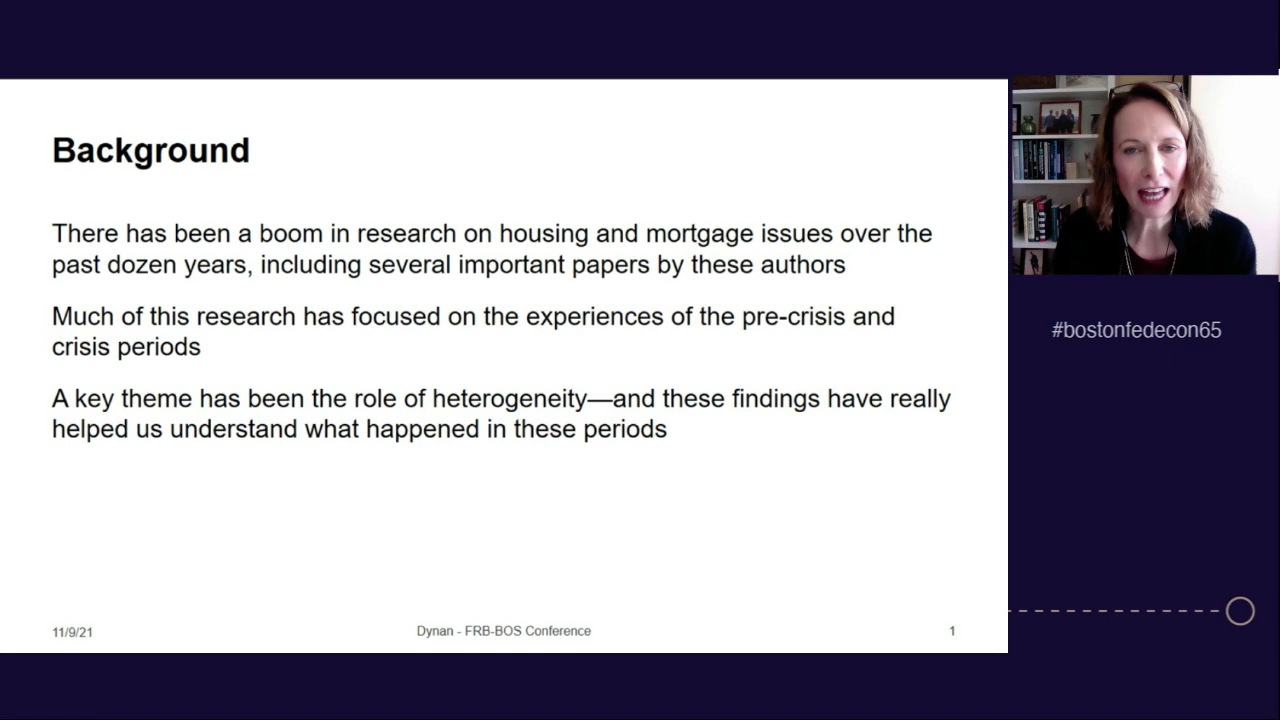 Background
There has been a boom in research on housing and mortgage issues over the
past dozen years, including several important papers by these authors
Much of this research has focused on the experiences of the pre-crisis and
crisis periods
A key theme has been the role of heterogeneity—and these findings have really
helped us understand what happened in these periods
11/9/21
Dynan - FRB-BOS Conference
1
#bostonfedecon65